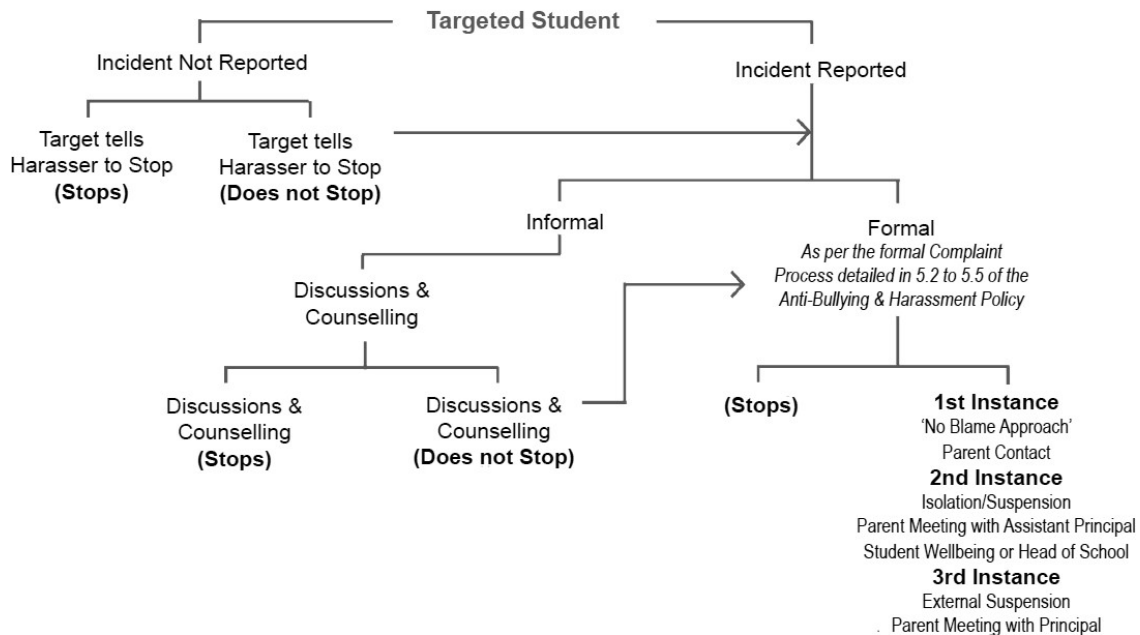 Targeted Student
Incident Not Reported
Incident Reported
Target tells
Harasser to Stop
(Stops)
Target tells
Harasser to Stop
(Does not Stop)
Informal
Formal
As per the formal Complaint
Process detailed in 5.2 to 5.5 of the
Anti-Bullying & Harassment Policy
Discussions &
Counselling
Discussions &
Counselling
(Stops)
Discussions &
Counselling
(Does not Stop)
(Stops)
1st Instance
‘No Blame Approach’
Parent Contact
2nd Instance
Isolation/Suspension
Parent Meeting with Assistant Principal
Student Wellbeing or Head of School
3rd Instance
External Suspension
. Parent Meeting with Principal